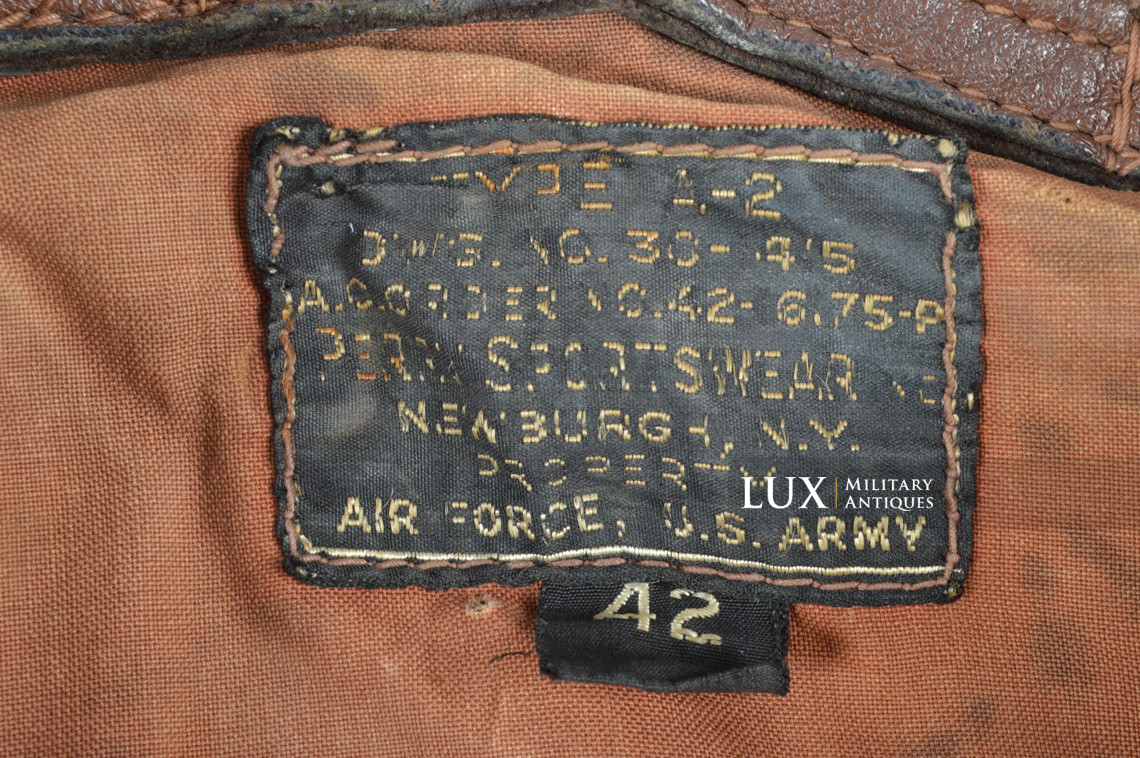 TYPE A-2
DWG. NO. 30-1415
A.C. ORDER NO. 42-16175-P
PERRY SPORTSWEAR INC.
NEWBURGH, N.Y.
PROPERTY
AIR FORCE, U.S. ARMY
42
LUX MILITARY ANTIQUES